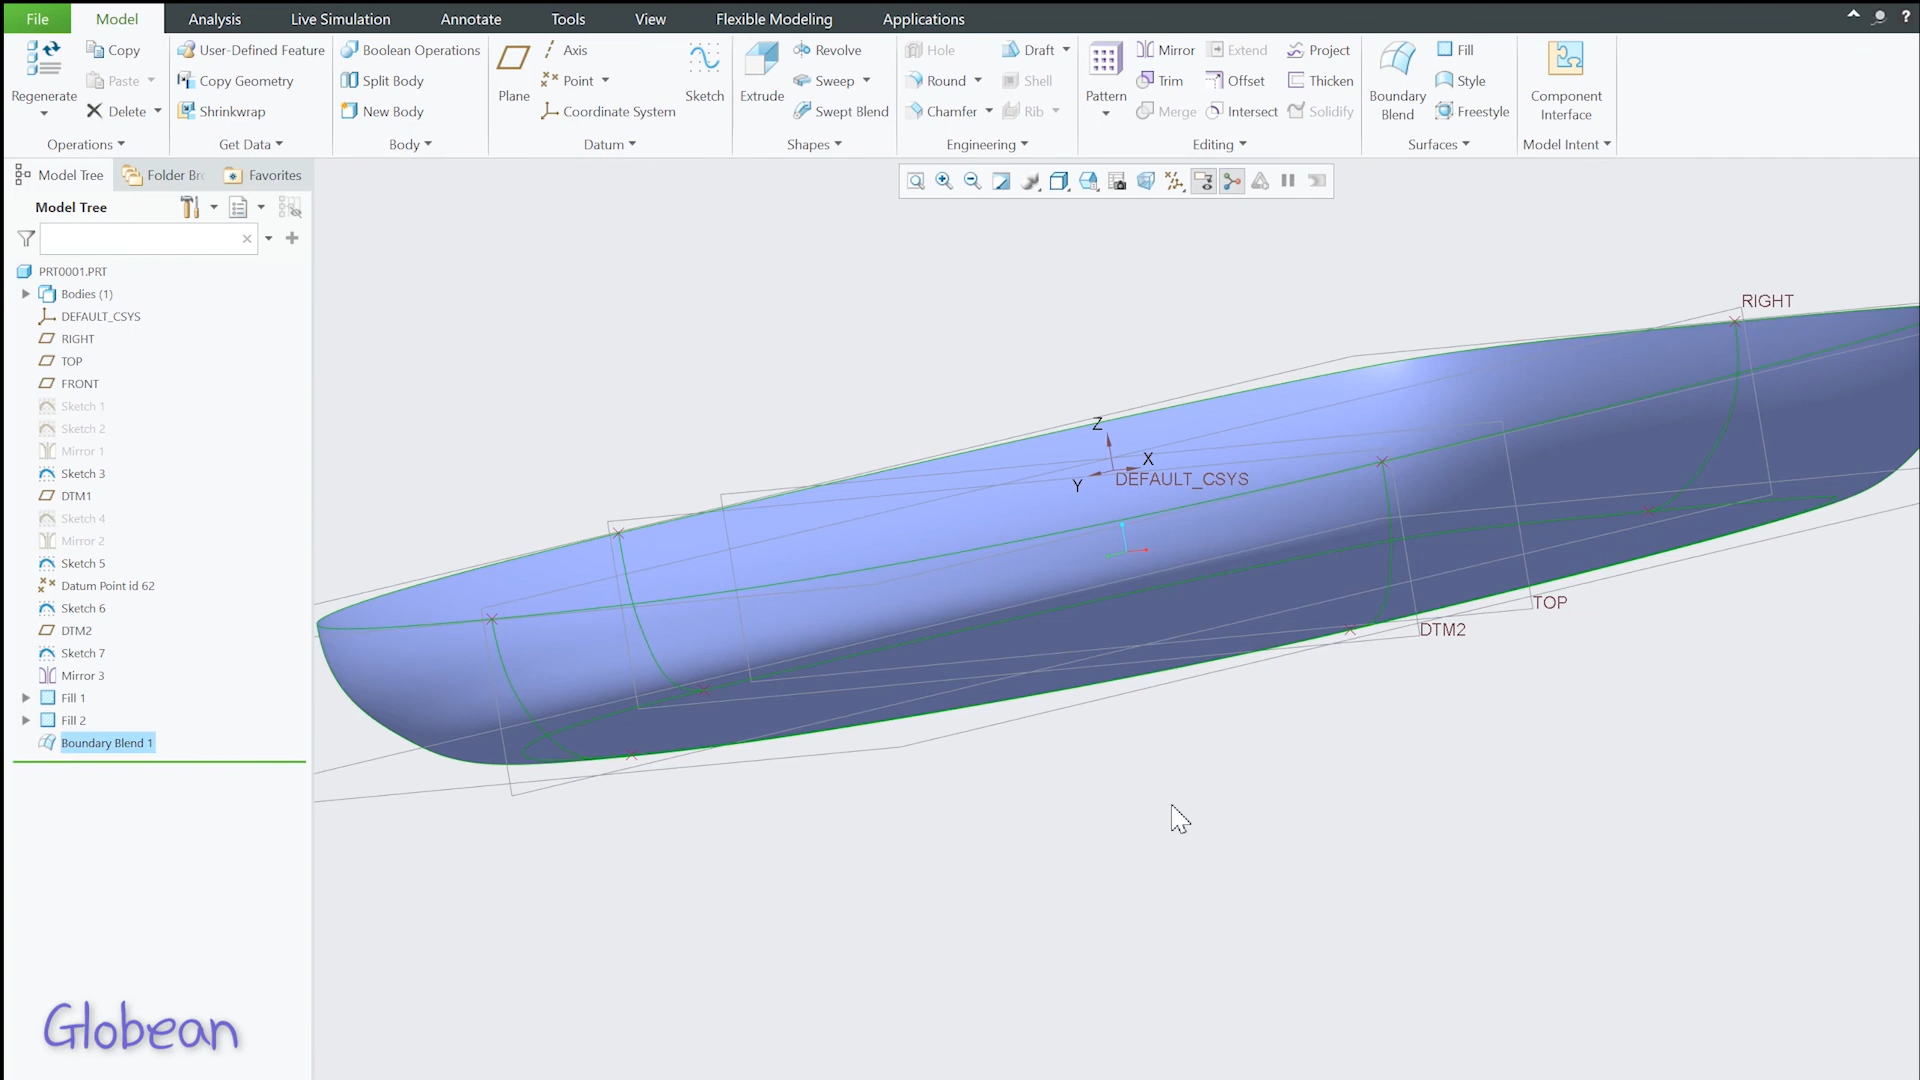 File Model Analysis Live Simulation Annotate Tools View Flexible Modeling Applications
Regenerate
Copy
Paste
Delete
Operations
User-Defined Feature
Copy Geometry
Shrinkwrap
Get Data
Boolean Operations
Split Body
New Body
Body
Plane
Axis
Point
Coordinate System
Sketch
Datum
Extrude
Revolve
Sweep
Swept Blend
Shapes
Hole
Round
Chamfer
Draft
Shell
Rib
Engineering
Pattern
Mirror
Trim
Merge
Extend
Offset
Intersect
Project
Thicken
Solidify
Editing
Boundary
Blend
Fill
Style
Freestyle
Surfaces
Component
Interface
Model Intent
Model Tree Folder Br Favorites
Model Tree
PRT0001.PRT
Bodies (1)
DEFAULT_CSYS
RIGHT
TOP
FRONT
Sketch 1
Sketch 2
Mirror 1
Sketch 3
DTM1
Sketch 4
Mirror 2
Sketch 5
Datum Point id 62
Sketch 6
DTM2
Sketch 7
Mirror 3
Fill 1
Fill 2
Boundary Blend 1
RIGHT
Z
X
Y
DEFAULT_CSYS
TOP
DTM2
Globean